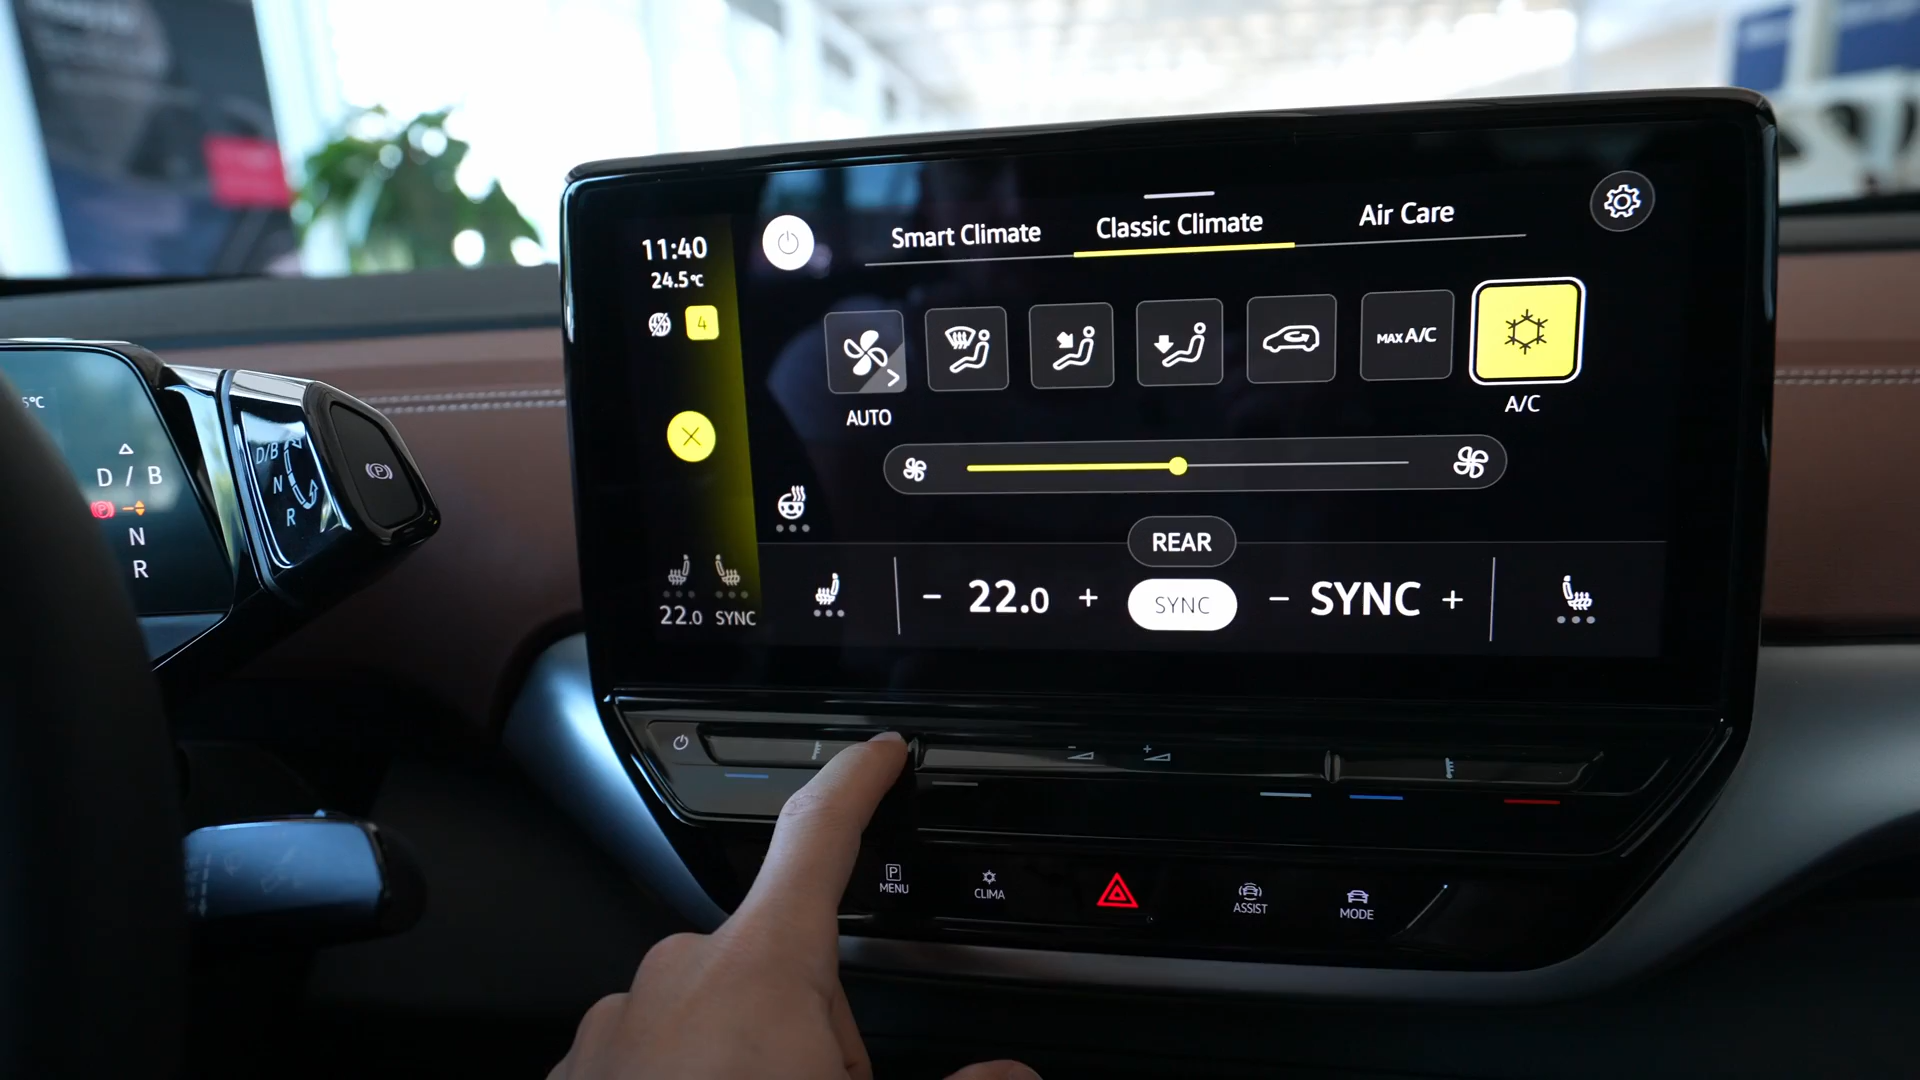 11:40
24.5°C
4
22.0 SYNC
Smart Climate Classic Climate Air Care
MAX A/C
AUTO
A/C
REAR
- 22.0 + SYNC - SYNC +
5°C
D / B
P
N
R
D/B
N
R
P
- +
P
MENU
CLIMA
ASSIST
MODE